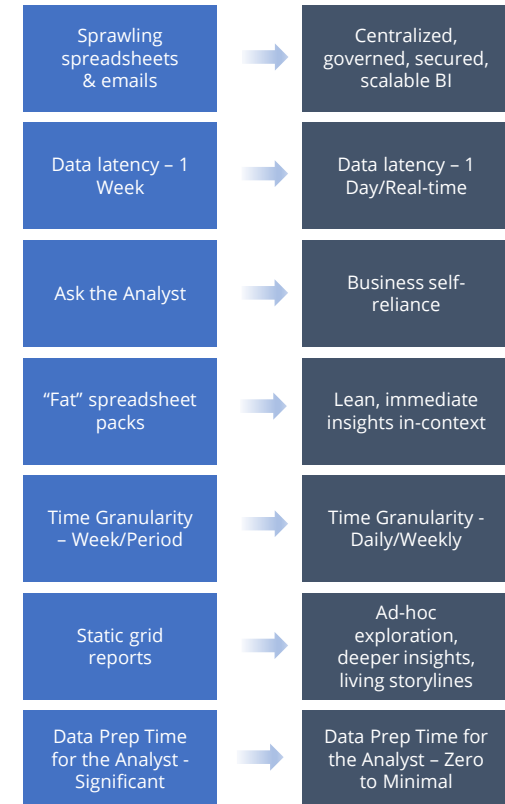 Sprawling
spreadsheets
& emails
Centralized,
governed, secured,
scalable BI
Data latency – 1
Week
Data latency – 1
Day/Real-time
Ask the Analyst
Business self-
reliance
“Fat” spreadsheet
packs
Lean, immediate
insights in-context
Time Granularity
– Week/Period
Time Granularity -
Daily/Weekly
Static grid
reports
Ad-hoc
exploration,
deeper insights,
living storylines
Data Prep Time
for the Analyst -
Significant
Data Prep Time for
the Analyst – Zero
to Minimal